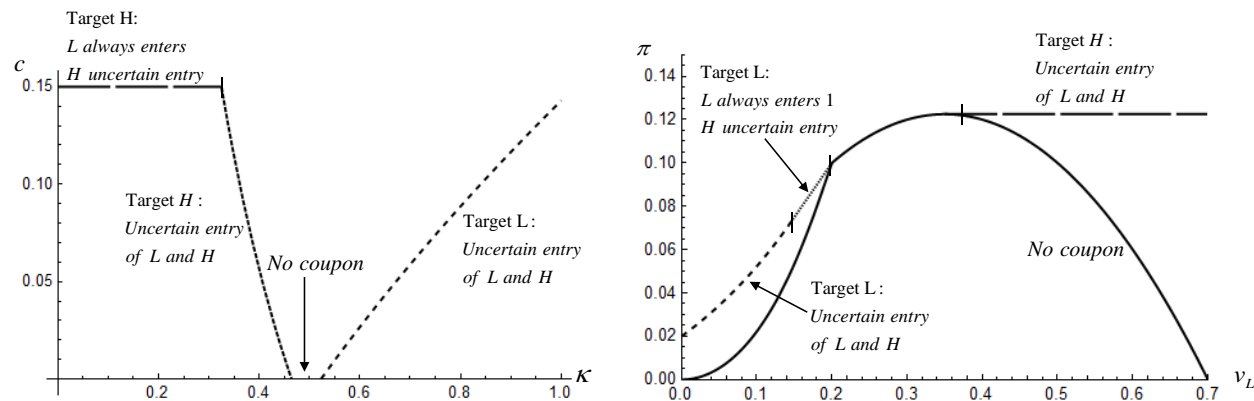 Target H:
L always enters
H uncertain entry
c
0.15
0.10
0.05
Target H :
Uncertain entry
of L and H
No coupon
Target L:
Uncertain entry
of L and H
0.2
0.4
0.6
0.8
1.0
κ
π
0.14
0.12
0.10
0.08
0.06
0.04
0.02
0.00
Target L:
L always enters 1
H uncertain entry
Target H :
Uncertain entry
of L and H
No coupon
Target L :
Uncertain entry
of L and H
0.0
0.1
0.2
0.3
0.4
0.5
0.6
0.7
v_L